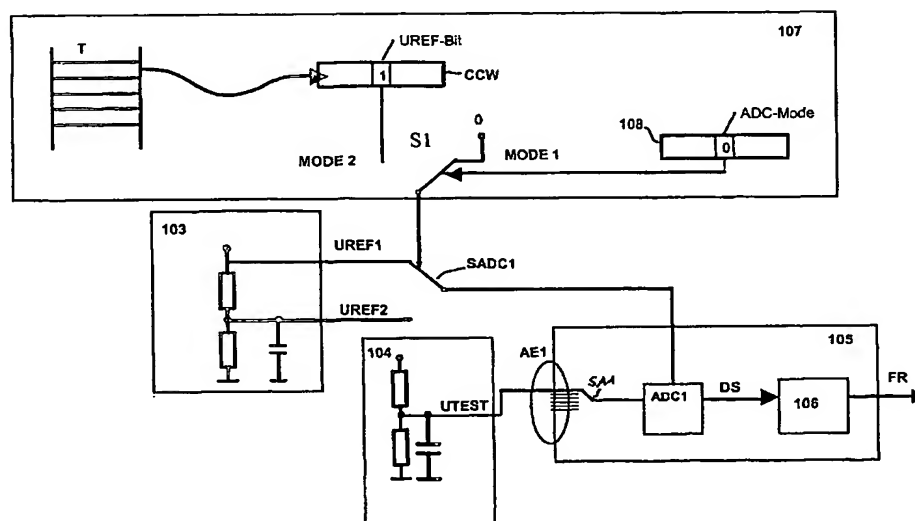 107
T
UREF-Bit
1
CCW
0
S1
ADC-Mode
108
0
MODE 2
MODE 1
103
UREF1
SADC1
UREF2
104
AE1
105
SAA
FR
UTEST
ADC1
DS
106